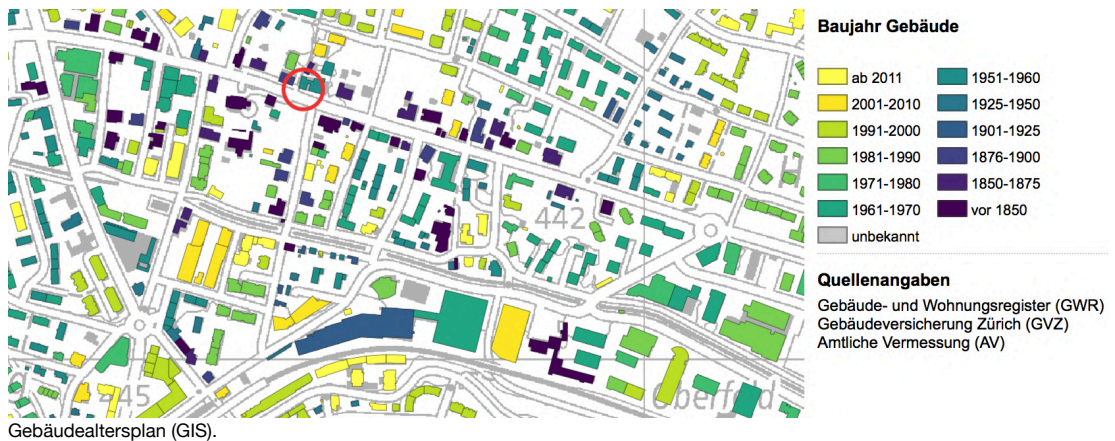 Baujahr Gebäude
ab 2011
2001-2010
1991-2000
1981-1990
1971-1980
1961-1970
unbekannt
1951-1960
1925-1950
1901-1925
1876-1900
1850-1875
vor 1850
Quellenangaben
Gebäude- und Wohnungsregister (GWR)
Gebäudeversicherung Zürich (GVZ)
Amtliche Vermessung (AV)
442
445
Oberfeld
Gebäudealtersplan (GIS).